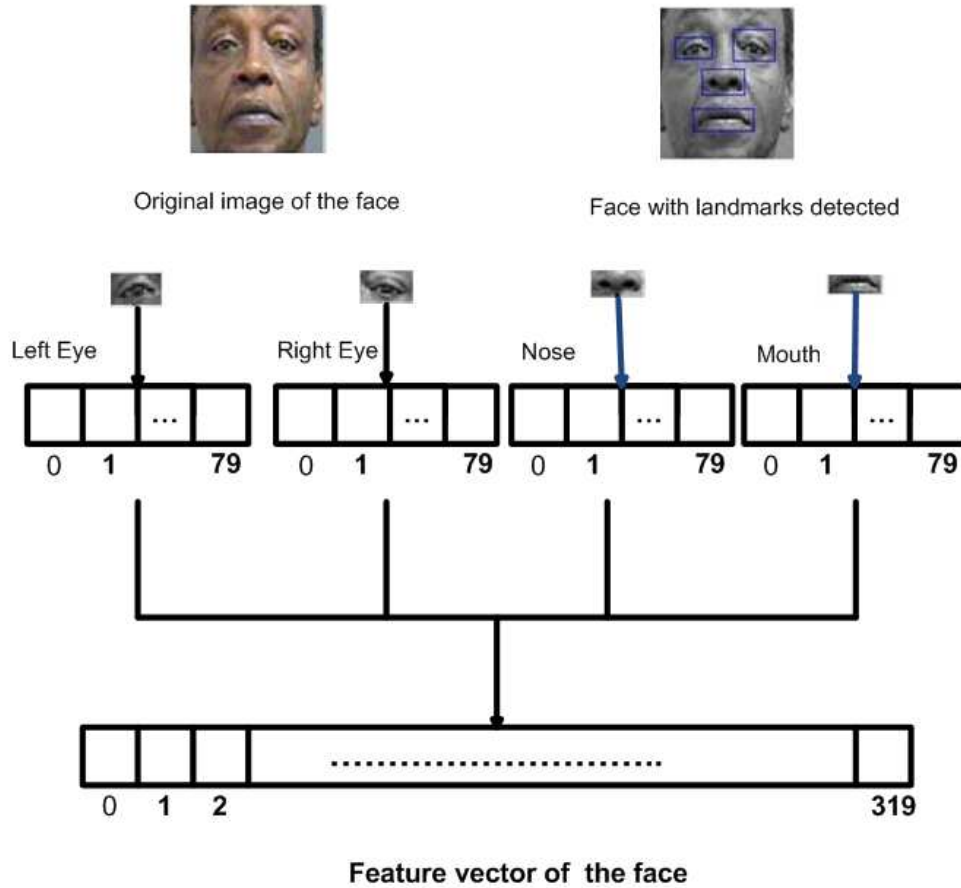 Original image of the face
Face with landmarks detected
Left Eye
Right Eye
Nose
Mouth
... ... ... ...
0 1 79 0 1 79 0 1 79 0 1 79
............................
0 1 2 319
Feature vector of the face